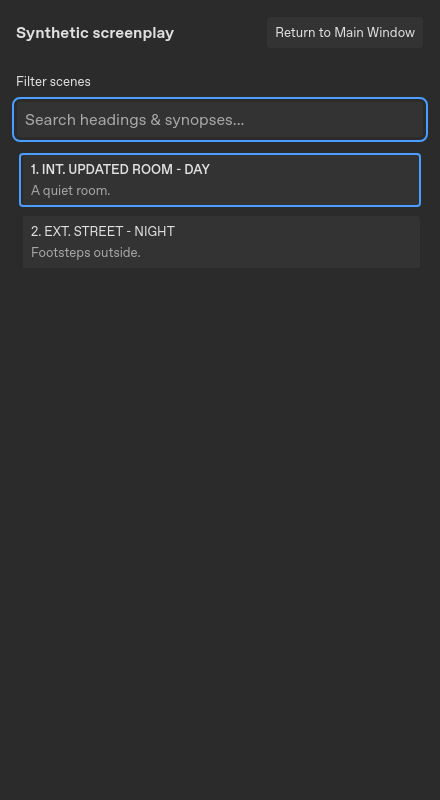 Synthetic screenplay
Return to Main Window
Filter scenes
Search headings & synopses...
1. INT. UPDATED ROOM - DAY
A quiet room.
2. EXT. STREET - NIGHT
Footsteps outside.